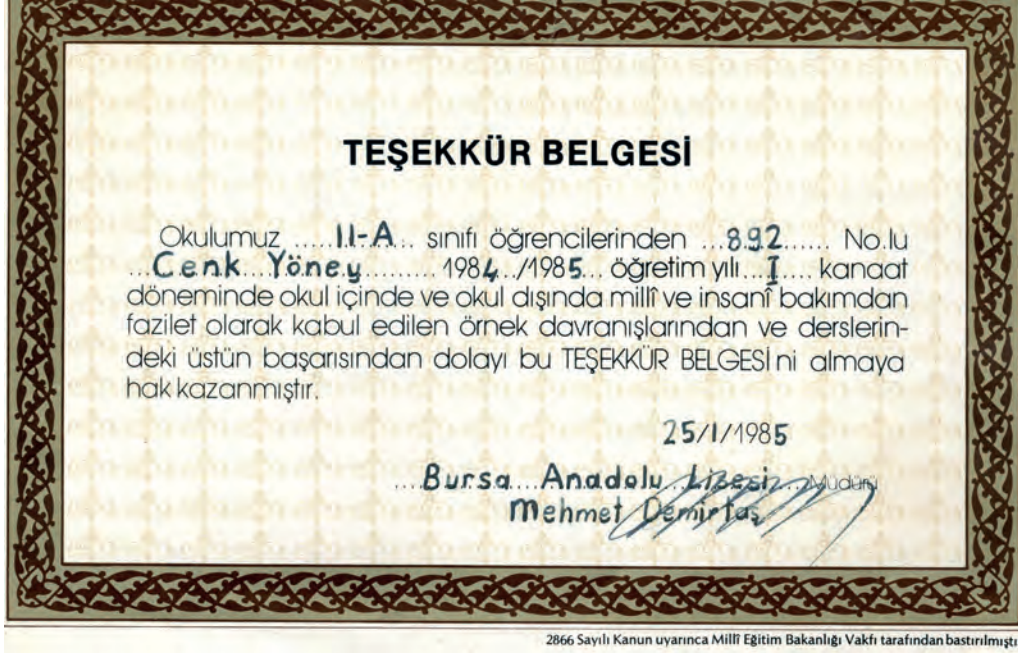 TEŞEKKÜR BELGESİ
Okulumuz .....II-A.. sınıfı öğrencilerinden ...892...... No.lu
...Cenk..Yöney......... 1984../1985... öğretim yılı..I.... kanaat
döneminde okul içinde ve okul dışında millî ve insanî bakımdan
fazilet olarak kabul edilen örnek davranışlarından ve derslerin-
deki üstün başarısından dolayı bu TEŞEKKÜR BELGESİ ni almaya
hak kazanmıştır.
25/1/1985
....Bursa...Anadolu..Lisesi....Müdürü
Mehmet Demirtaş
2866 Sayılı Kanun uyarınca Millî Eğitim Bakanlığı Vakfı tarafından bastırılmıştı